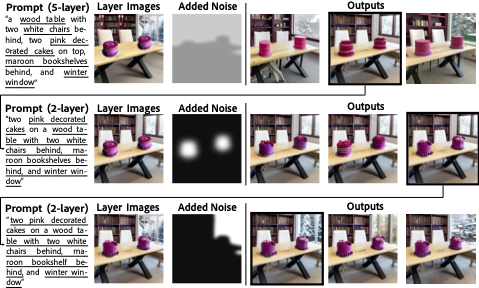 Prompt (5-layer) Layer Images Added Noise Outputs
"a wood table with
two white chairs be-
hind, two pink dec-
orated cakes on top,
maroon bookshelves
behind, and winter
window"
Prompt (2-layer) Layer Images Added Noise Outputs
"two pink decorated
cakes on a wood ta-
ble with two white
chairs behind, ma-
roon bookshelves be-
hind, and winter win-
dow"
Prompt (2-layer) Layer Images Added Noise Outputs
"two pink decorated
cakes on a wood ta-
ble with two white
chairs behind, ma-
roon bookshelf be-
hind, and winter win-
dow"